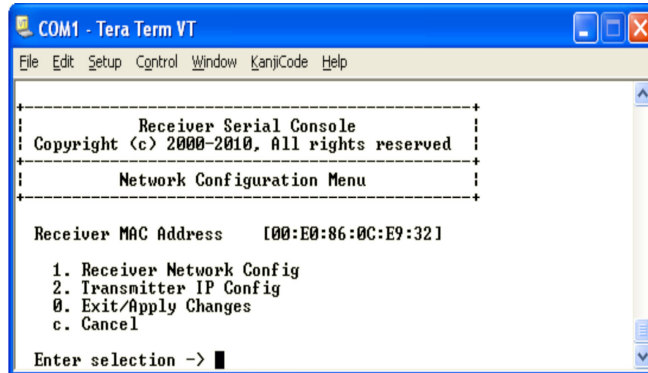 COM1 - Tera Term VT
File Edit Setup Control Window KanjiCode Help
Receiver Serial Console
Copyright (c) 2000-2010, All rights reserved
Network Configuration Menu
Receiver MAC Address [00:E0:86:0C:E9:32]
1. Receiver Network Config
2. Transmitter IP Config
0. Exit/Apply Changes
c. Cancel
Enter selection ->